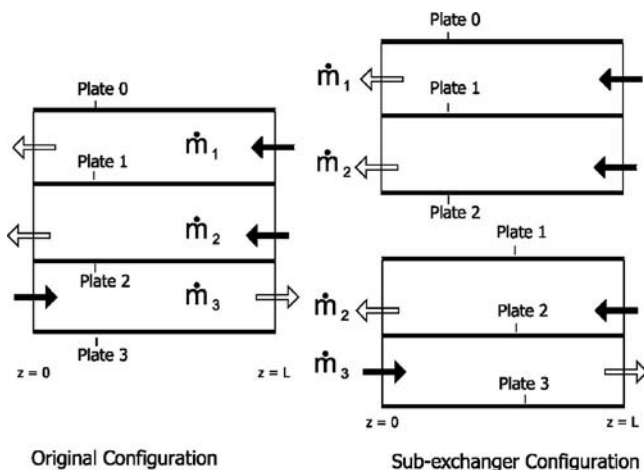 Plate 0
ṁ1
Plate 1
ṁ2
Plate 2
ṁ3
Plate 3
z = 0
z = L
Original Configuration
Plate 0
ṁ1
Plate 1
ṁ2
Plate 2
Plate 1
ṁ2
Plate 2
ṁ3
Plate 3
z = 0
z = L
Sub-exchanger Configuration